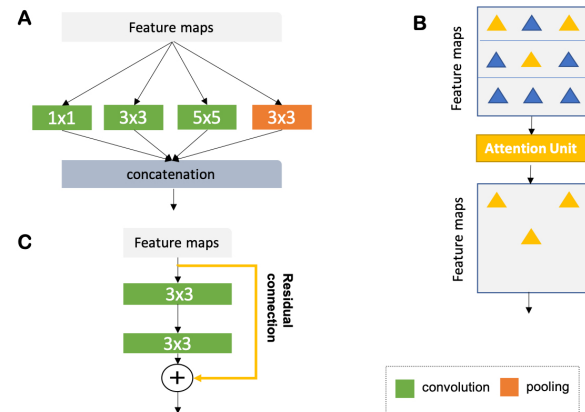 A
Feature maps
1x1 3x3 5x5 3x3
concatenation
B
Feature maps
Attention Unit
Feature maps
C
Feature maps
3x3
3x3
+
Residual
connection
convolution pooling